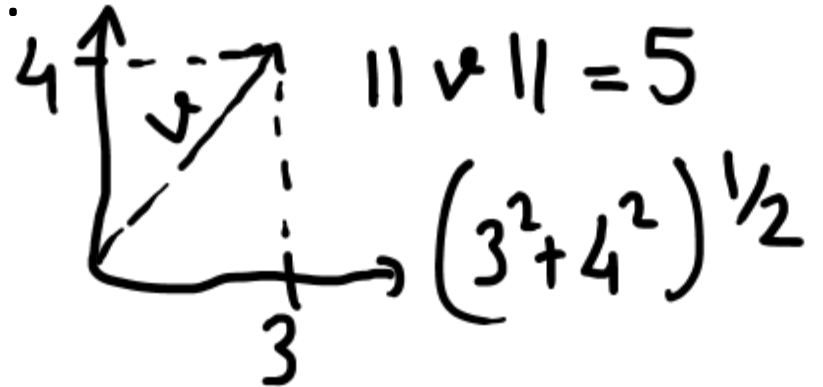 4
v
|| v || = 5
(3²+4²)^1/2
3